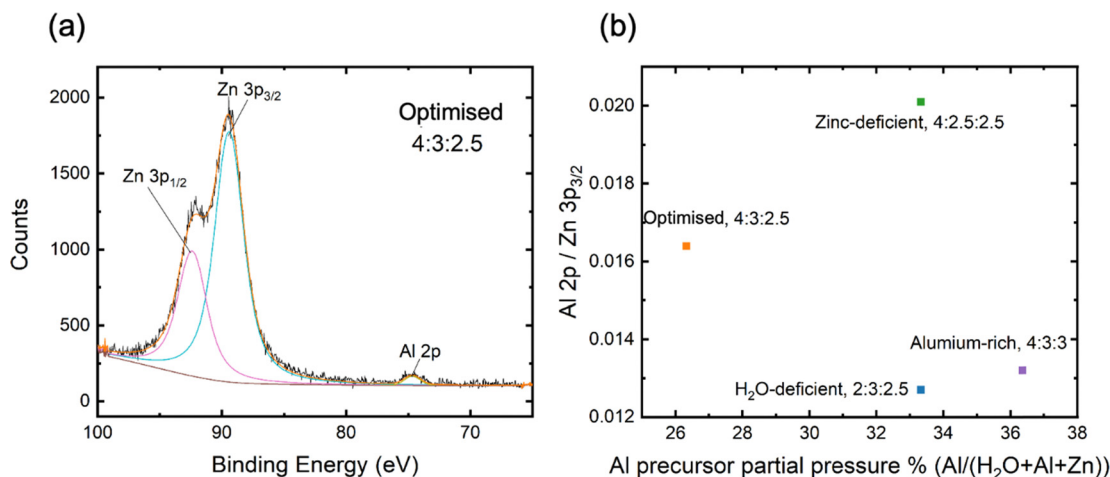 (a)
Zn 3p3/2
Optimised
4:3:2.5
Zn 3p1/2
Al 2p
Counts
2000
1500
1000
500
0
100
90
80
70
Binding Energy (eV)
(b)
Zinc-deficient, 4:2.5:2.5
Optimised, 4:3:2.5
Alumium-rich, 4:3:3
H2O-deficient, 2:3:2.5
Al 2p / Zn 3p3/2
0.020
0.018
0.016
0.014
0.012
26
28
30
32
34
36
38
Al precursor partial pressure % (Al/(H2O+Al+Zn))